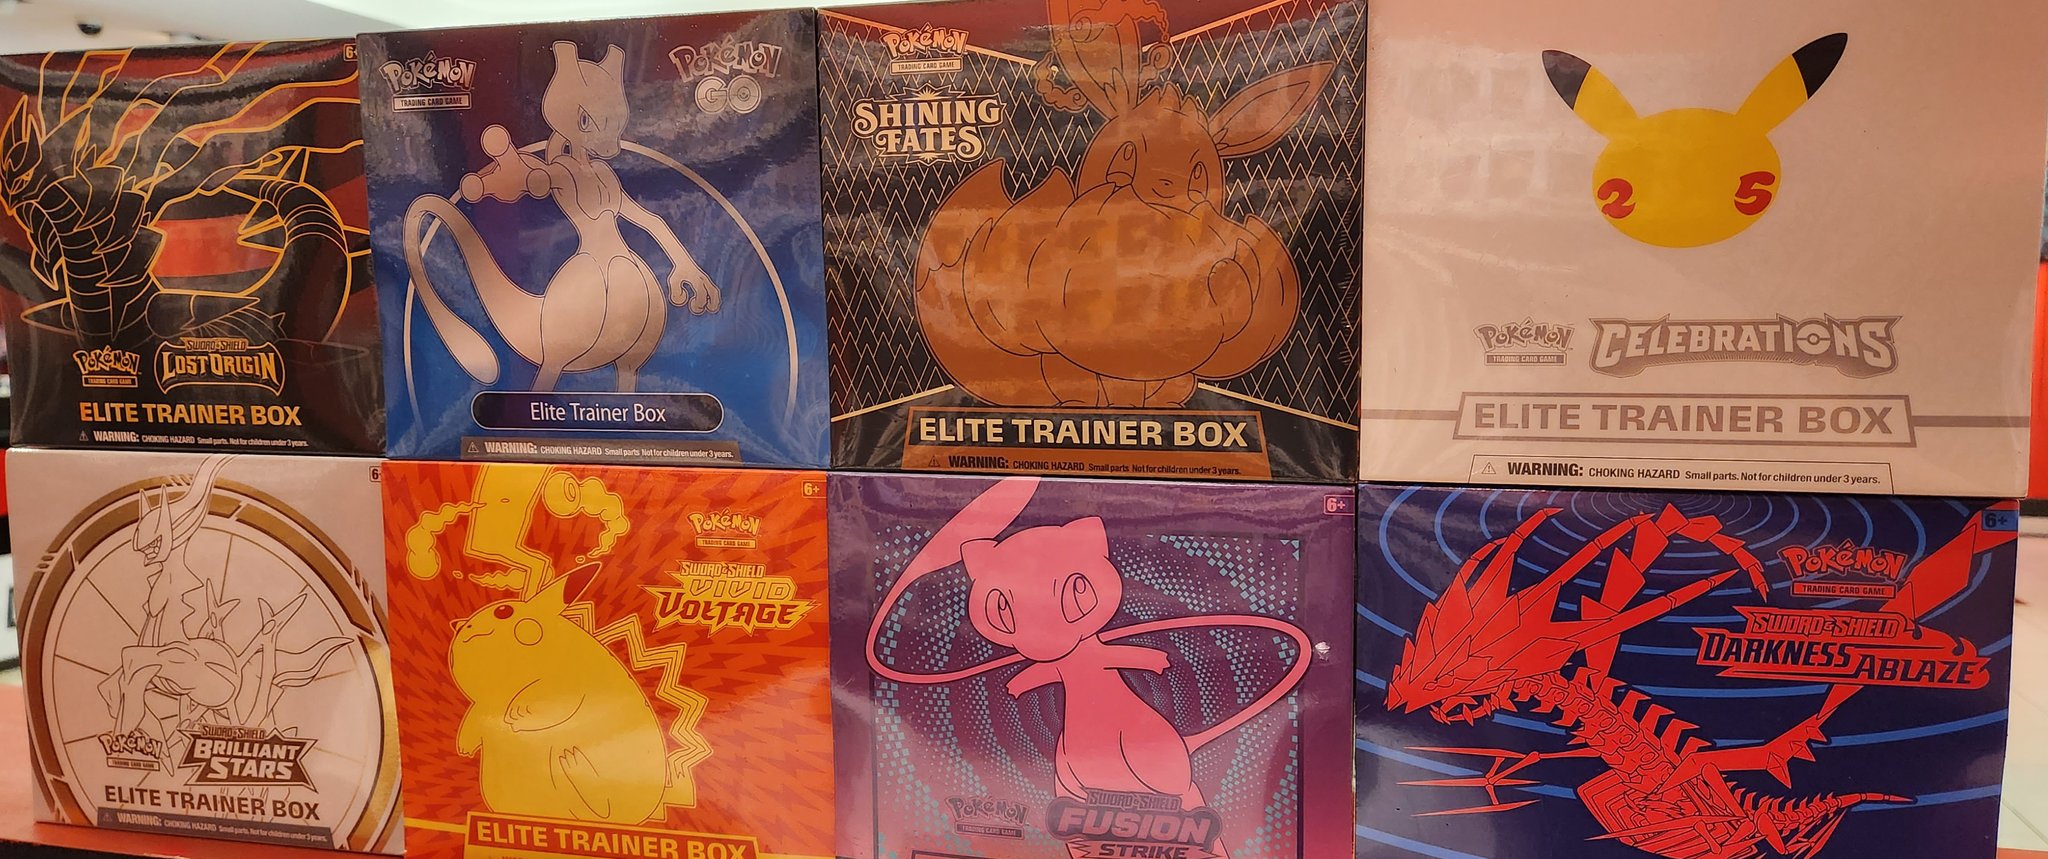 6+
Pokémon
TRADING CARD GAME
SWORD & SHIELD
LOST ORIGIN
ELITE TRAINER BOX
WARNING: CHOKING HAZARD Small parts. Not for children under 3 years.
Pokémon
TRADING CARD GAME
Pokémon
GO
Elite Trainer Box
WARNING: CHOKING HAZARD Small parts Not for children under 3 years.
Pokémon
TRADING CARD GAME
SHINING
FATES
ELITE TRAINER BOX
WARNING: CHOKING HAZARD Small parts. Not for children under 3 years.
25
Pokémon
TRADING CARD GAME
CELEBRATIONS
ELITE TRAINER BOX
WARNING: CHOKING HAZARD Small parts. Not for children under 3 years.
6+
Pokémon
TRADING CARD GAME
SWORD & SHIELD
BRILLIANT
STARS
ELITE TRAINER BOX
WARNING: CHOKING HAZARD Small parts. Not for children under 3 years.
6+
Pokémon
TRADING CARD GAME
SWORD & SHIELD
VIVID
VOLTAGE
ELITE TRAINER BOX
6+
Pokémon
TRADING CARD GAME
SWORD & SHIELD
FUSION
STRIKE
6+
Pokémon
TRADING CARD GAME
SWORD & SHIELD
DARKNESS ABLAZE